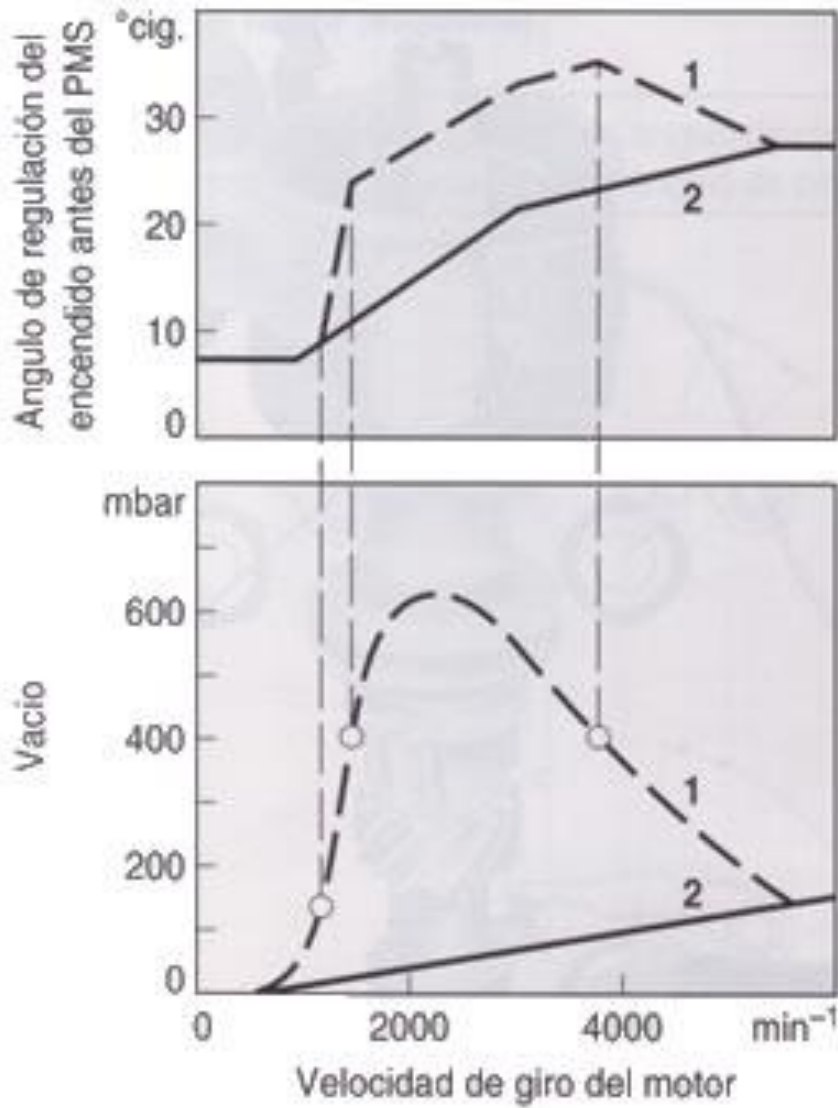 °cig.
Angulo de regulación del
encendido antes del PMS
30
20
10
0
1
2
mbar
Vacio
600
400
200
0
1
2
0 2000 4000 min⁻¹
Velocidad de giro del motor